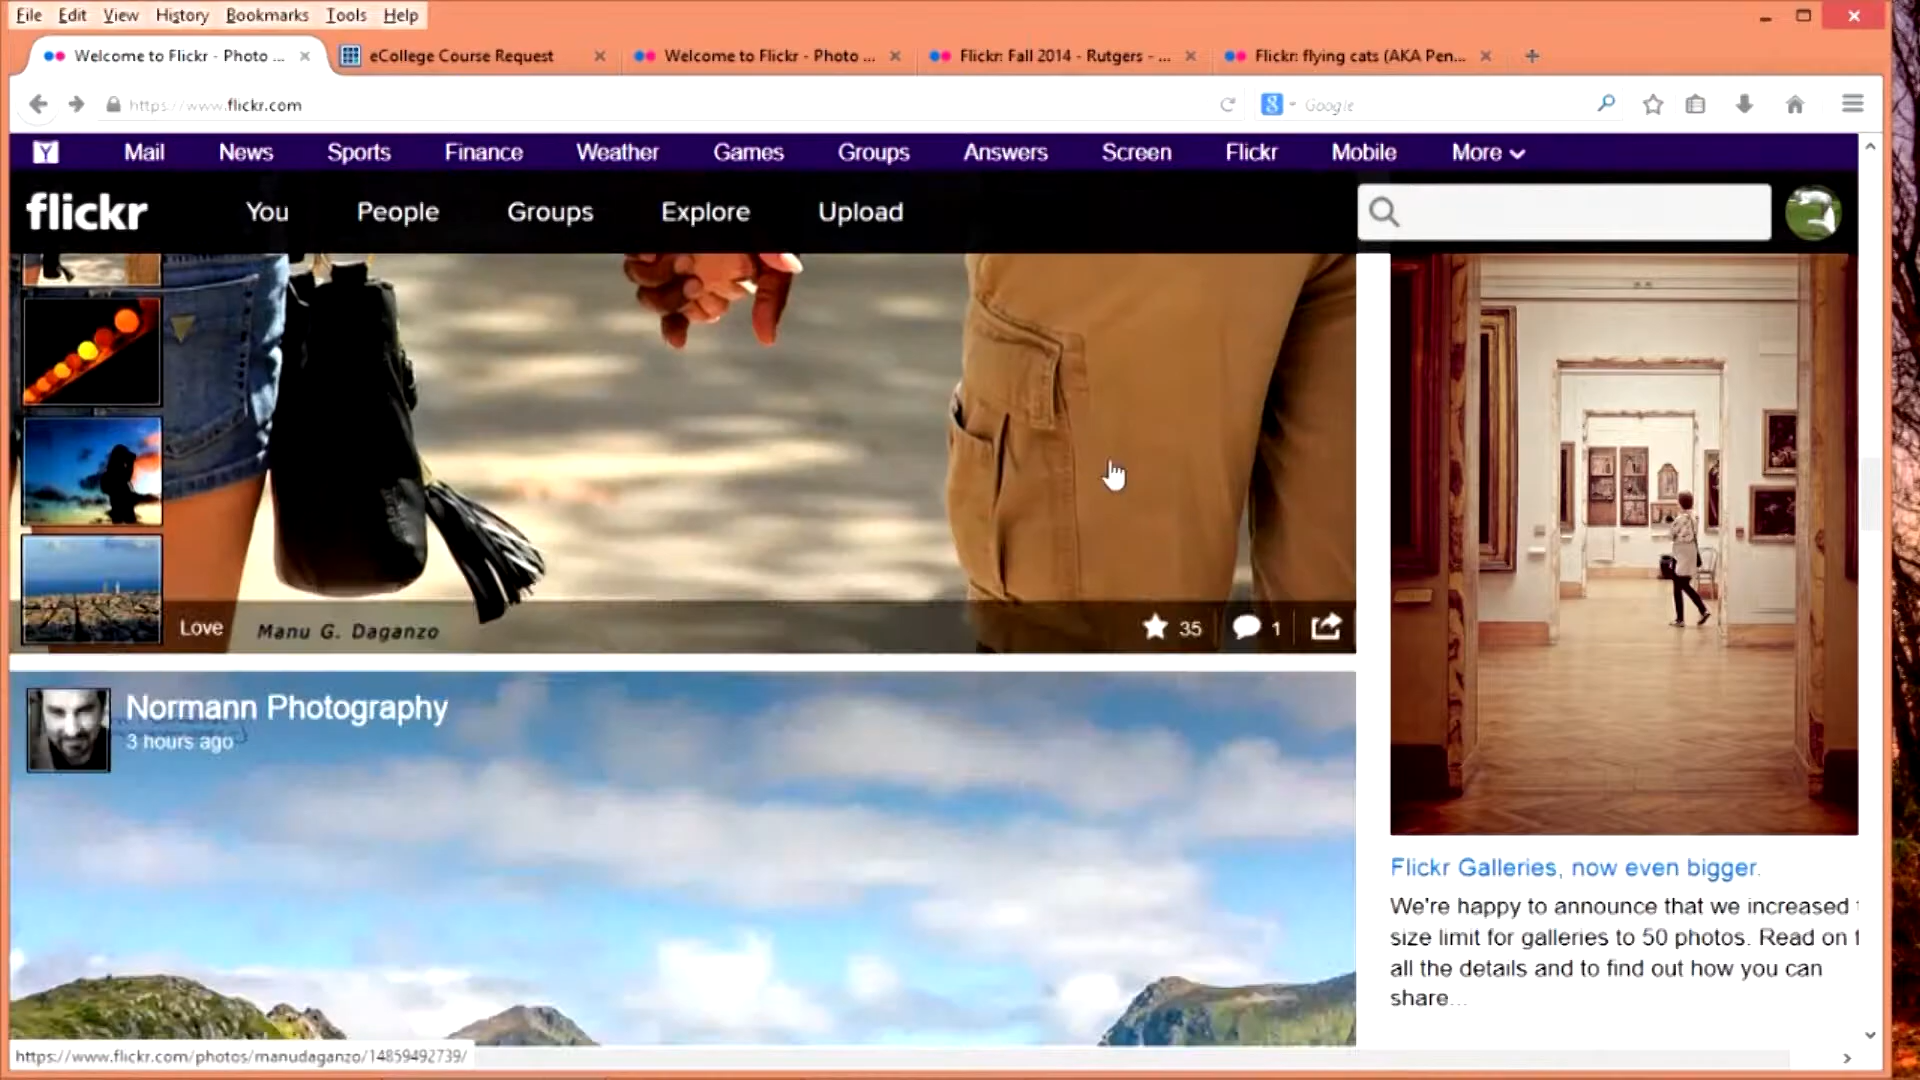 File Edit View History Bookmarks Tools Help
Welcome to Flickr - Photo ... eCollege Course Request Welcome to Flickr - Photo ... Flickr: Fall 2014 - Rutgers - ... Flickr: flying cats (AKA Pen...
https://www.flickr.com Google
Y Mail News Sports Finance Weather Games Groups Answers Screen Flickr Mobile More
flickr You People Groups Explore Upload
Love Manu G. Daganzo 35 1
Normann Photography
3 hours ago
Flickr Galleries, now even bigger.
We're happy to announce that we increased
size limit for galleries to 50 photos. Read on
all the details and to find out how you can
share...
https://www.flickr.com/photos/manudaganzo/14859492739/